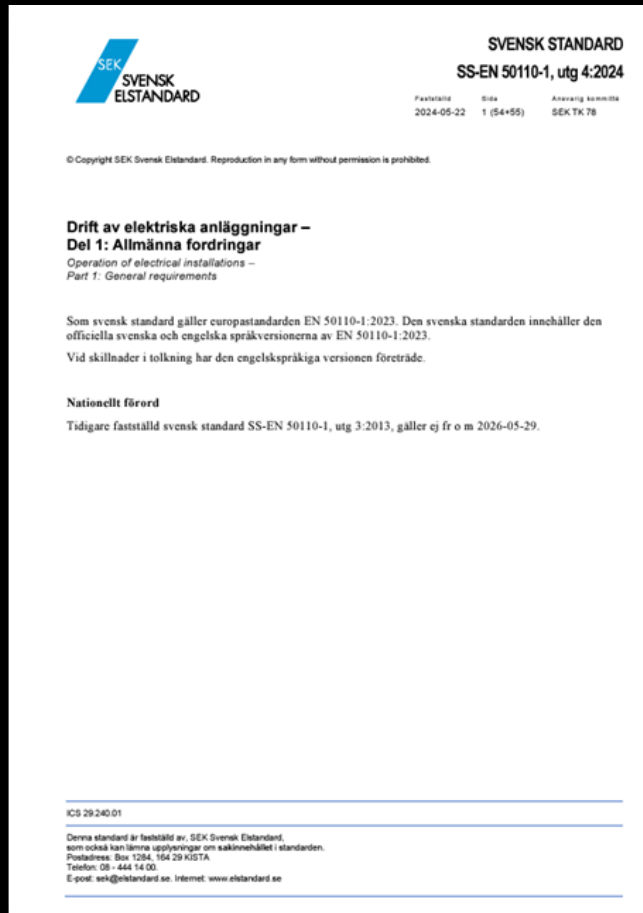 SEK
SVENSK
ELSTANDARD
SVENSK STANDARD
SS-EN 50110-1, utg 4:2024
Fastställd Sida Ansvarig kommitté
2024-05-22 1 (54+55) SEK TK 78
© Copyright SEK Svensk Elstandard. Reproduction in any form without permission is prohibited.
Drift av elektriska anläggningar –
Del 1: Allmänna fordringar
Operation of electrical installations –
Part 1: General requirements
Som svensk standard gäller europastandarden EN 50110-1:2023. Den svenska standarden innehåller den
officiella svenska och engelska språkversionerna av EN 50110-1:2023.
Vid skillnader i tolkning har den engelskspråkiga versionen företräde.
Nationellt förord
Tidigare fastställd svensk standard SS-EN 50110-1, utg 3:2013, gäller ej fr o m 2026-05-29.
ICS 29.240.01
Denna standard är fastställd av, SEK Svensk Elstandard,
som också kan lämna upplysningar om sakinnehållet i standarden.
Postadress: Box 1284, 164 29 KISTA
Telefon: 08 - 444 14 00.
E-post: sek@elstandard.se. Internet: www.elstandard.se